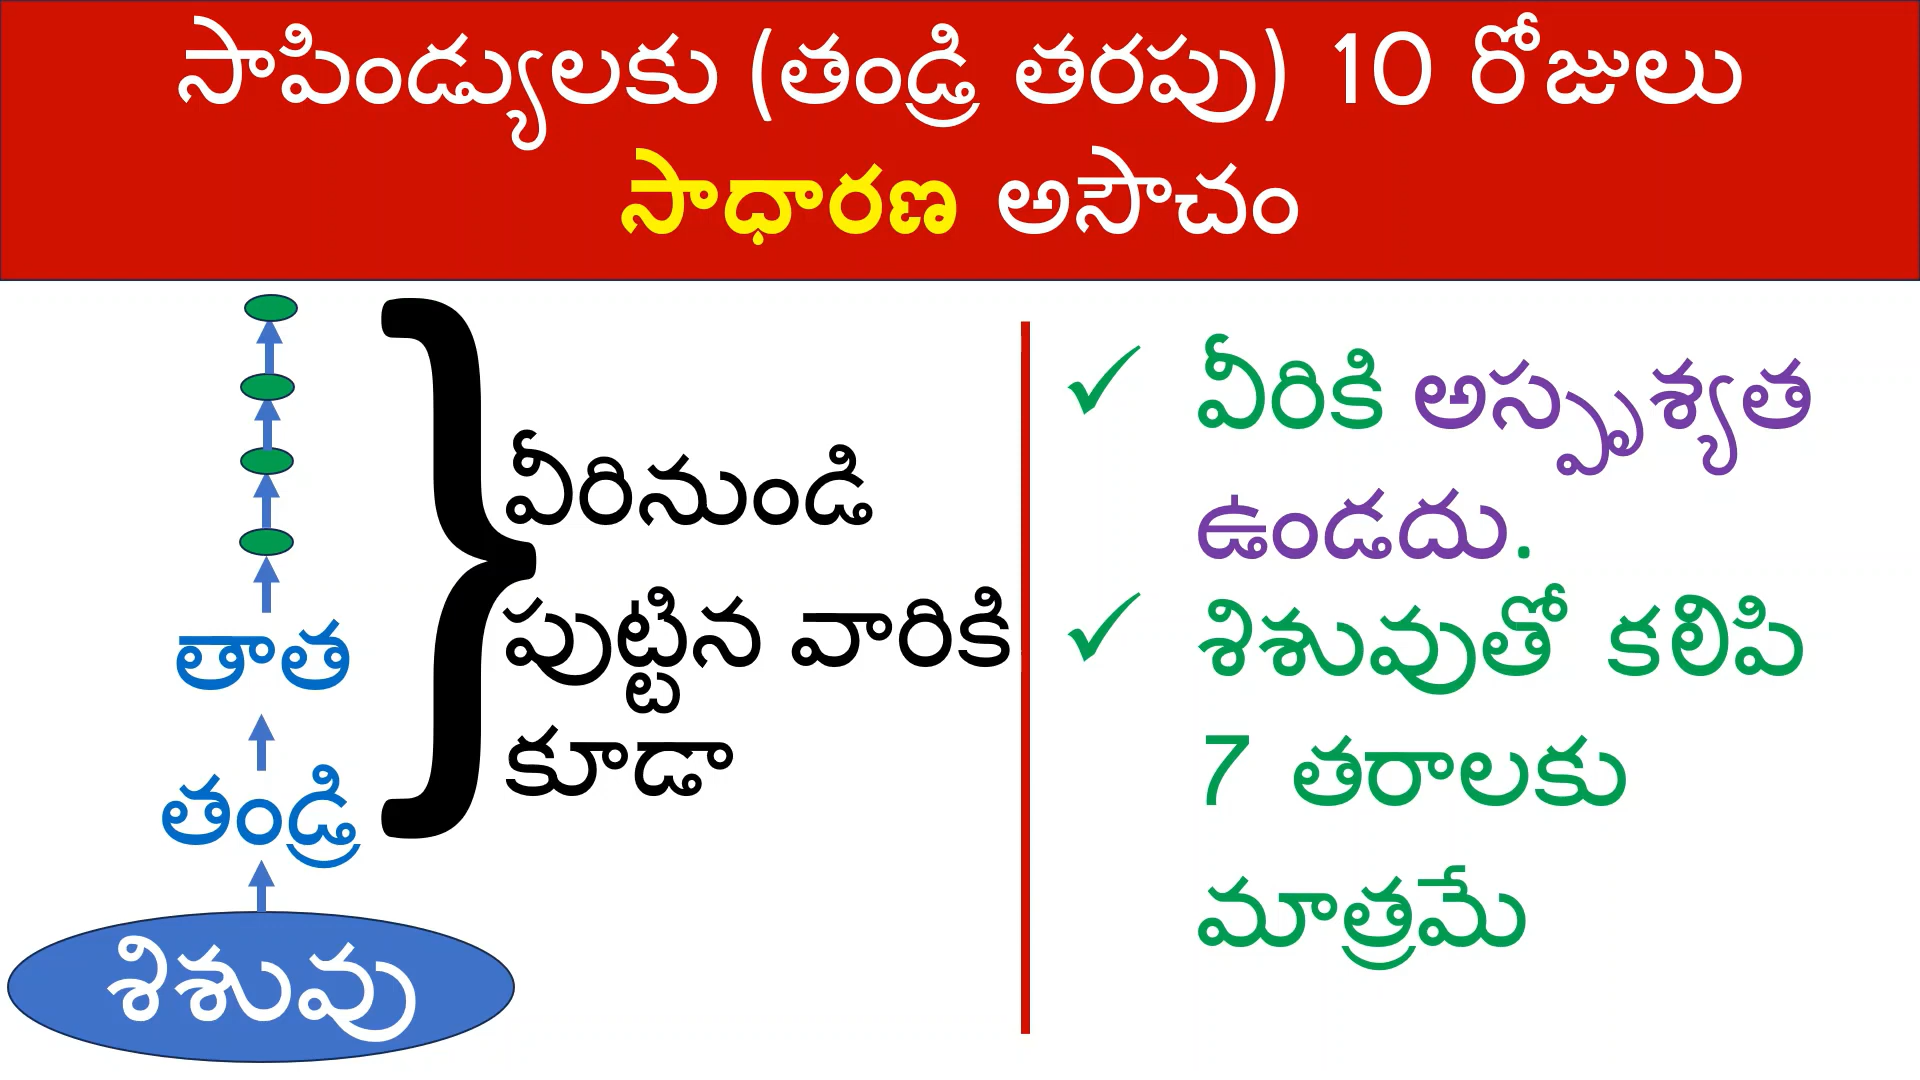 సాపిండ్యులకు (తండ్రి తరపు) 10 రోజులు
సాధారణ అసౌచం
తాత
తండ్రి
శిశువు
వీరినుండి
పుట్టిన వారికి
కూడా
✓ వీరికి అస్పృశ్యత
ఉండదు.
✓ శిశువుతో కలిపి
7 తరాలకు
మాత్రమే